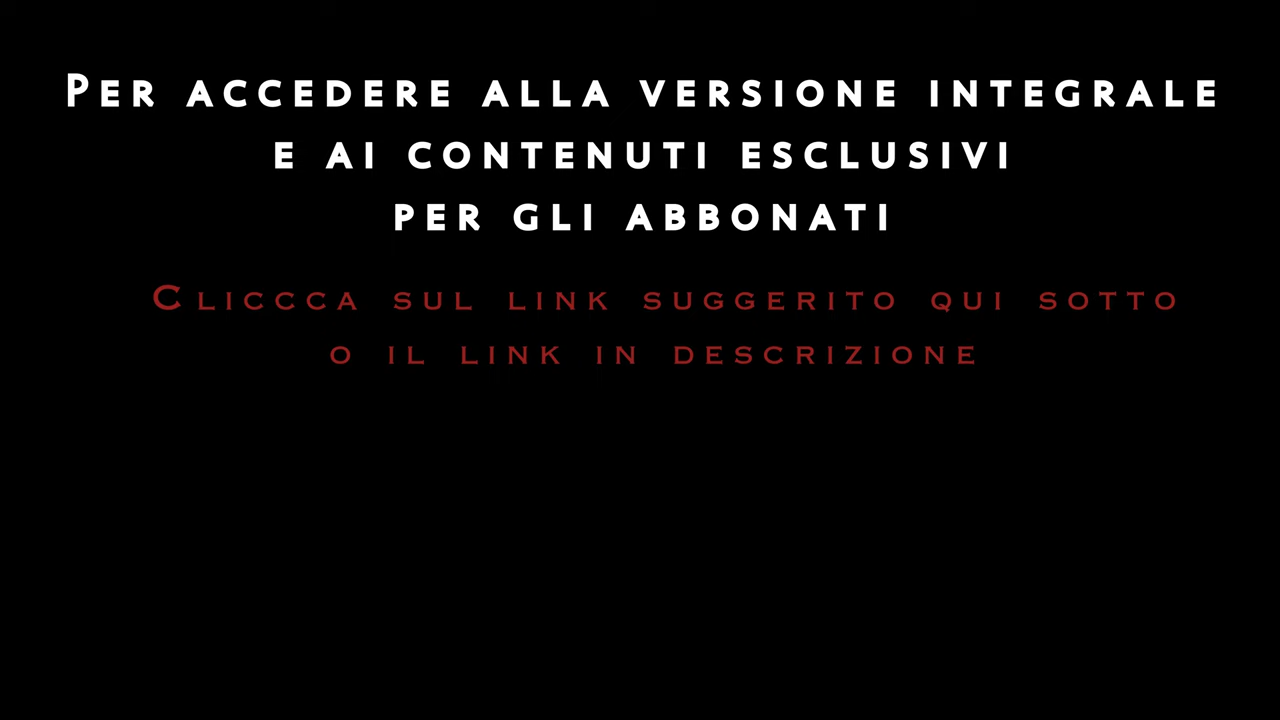 Per accedere alla versione integrale
e ai contenuti esclusivi
per gli abbonati
Cliccca sul link suggerito qui sotto
o il link in descrizione